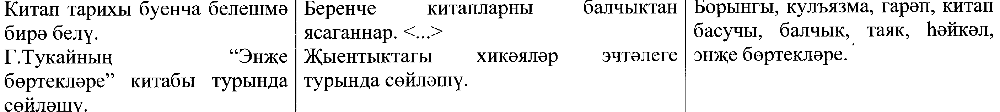 Китап тарихы буенча белешмә
бирә белү.
Г.Тукайның “Энҗе
бөртекләре” китабы турында
сөйләшү.
Беренче китапларны балчыктан
ясаганнар. <...>
Җыентыктагы хикәяләр эчтәлеге
турында сөйләшү.
Борынгы, кулъязма, гарәп, китап
басучы, балчык, таяк, һәйкәл,
энҗе бөртекләре.